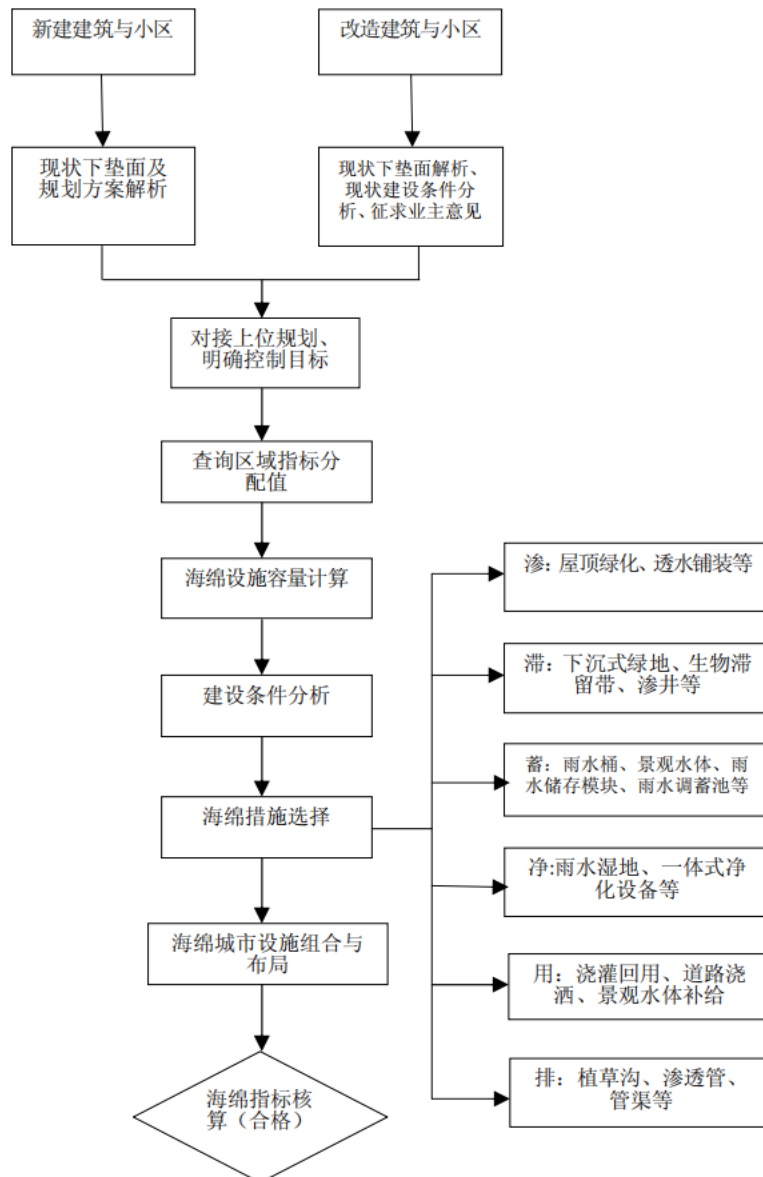 新建建筑与小区
改造建筑与小区
现状下垫面及
规划方案解析
现状下垫面解析、
现状建设条件分
析、征求业主意见
对接上位规划、
明确控制目标
查询区域指标分
配值
海绵设施容量计算
建设条件分析
海绵措施选择
海绵城市设施组合与
布局
海绵指标核
算（合格）
渗：屋顶绿化、透水铺装等
滞：下沉式绿地、生物滞
留带、渗井等
蓄：雨水桶、景观水体、雨
水储存模块、雨水调蓄池等
净:雨水湿地、一体式净
化设备等
用：浇灌回用、道路浇
洒、景观水体补给
排：植草沟、渗透管、
管渠等